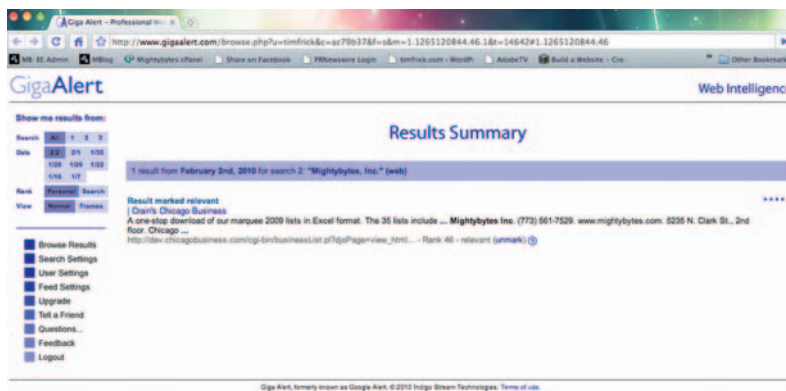 Giga Alert – Professional We
http://www.gigaalert.com/browse.php?u=timfrick&c=ac79b37&f=s&m=1.1265120844.46.1&t=14642#1.1265120844.46
MB: EE Admin MBlog Mightybytes cPanel Share on Facebook PRNewswire Login timfrick.com › WordPr AdobeTV Build a Website – Cre. » Other Bookmark
GigaAlert Web Intelligence
Show me results from:
Results Summary
Search All 1 2 3
Date 2/2 2/1 1/30
1/29 1/26 1/22
1/18 1/7
1 result from February 2nd, 2010 for search 2: "Mightybytes, Inc." (web)
Rank Personal Search
View Normal Frames
Result marked relevant
| Crain's Chicago Business
A one-stop download of our marquee 2009 lists in Excel format. The 35 lists include ... Mightybytes Inc. (773) 561-7529. www.mightybytes.com. 5235 N. Clark St., 2nd
floor. Chicago ...
http://dev.chicagobusiness.com/cgi-bin/businessList.pl?djoPage=view_html... - Rank 46 - relevant (unmark) ?
Browse Results
Search Settings
User Settings
Feed Settings
Upgrade
Tell a Friend
Questions...
Feedback
Logout
Giga Alert, formerly known as Google Alert. © 2010 Indigo Stream Technologies. Terms of use.